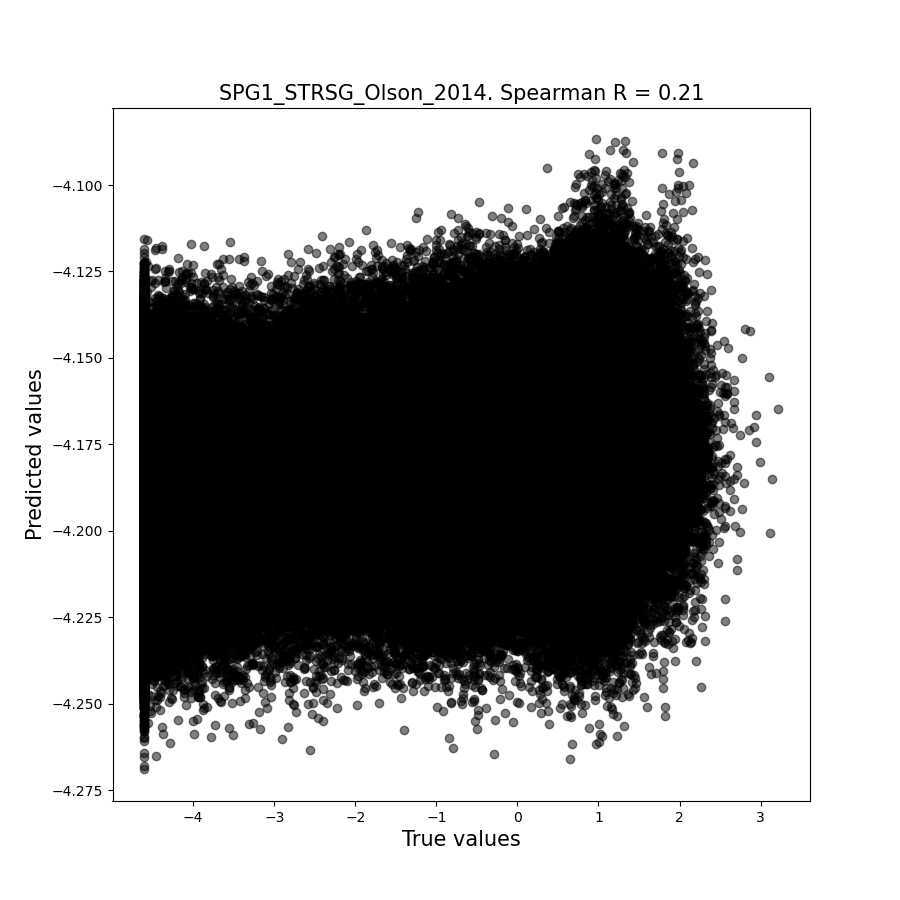 SPG1_STRSG_Olson_2014. Spearman R = 0.21
Predicted values
−4.100
−4.125
−4.150
−4.175
−4.200
−4.225
−4.250
−4.275
−4 −3 −2 −1 0 1 2 3
True values